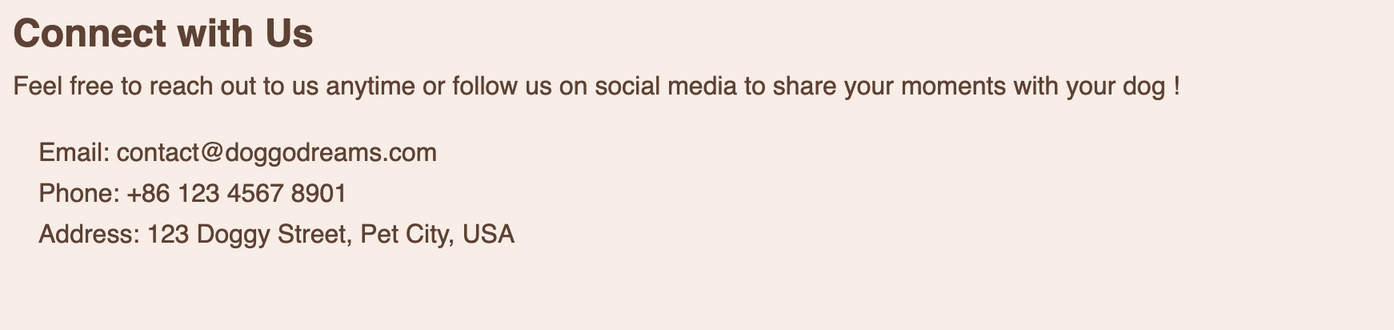 Connect with Us
Feel free to reach out to us anytime or follow us on social media to share your moments with your dog !
Email: contact@doggodreams.com
Phone: +86 123 4567 8901
Address: 123 Doggy Street, Pet City, USA